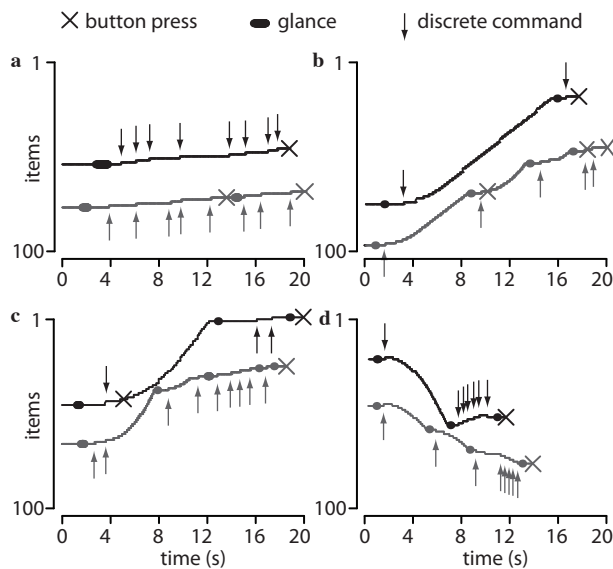 button press glance discrete command
a b
1 1
items
100 100
0 4 8 12 16 20 0 4 8 12 16 20
c d
1 1
items
100 100
0 4 8 12 16 20 0 4 8 12 16 20
time (s) time (s)